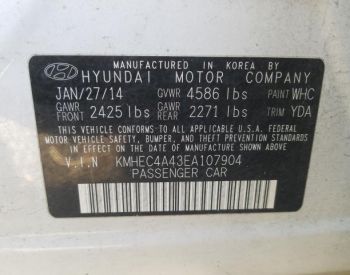 MANUFACTURED IN KOREA BY
HYUNDAI MOTOR COMPANY
JAN/27/14 GVWR 4586 lbs PAINT WHC
GAWR FRONT 2425 lbs GAWR REAR 2271 lbs TRIM YDA
THIS VEHICLE CONFORMS TO ALL APPLICABLE U.S.A. FEDERAL
MOTOR VEHICLE SAFETY, BUMPER, AND THEFT PREVENTION
STANDARDS IN EFFECT ON THE DATE OF MANUFACTURE SHOWN ABOVE.
V.I.N KMHEC4A43EA107904
PASSENGER CAR